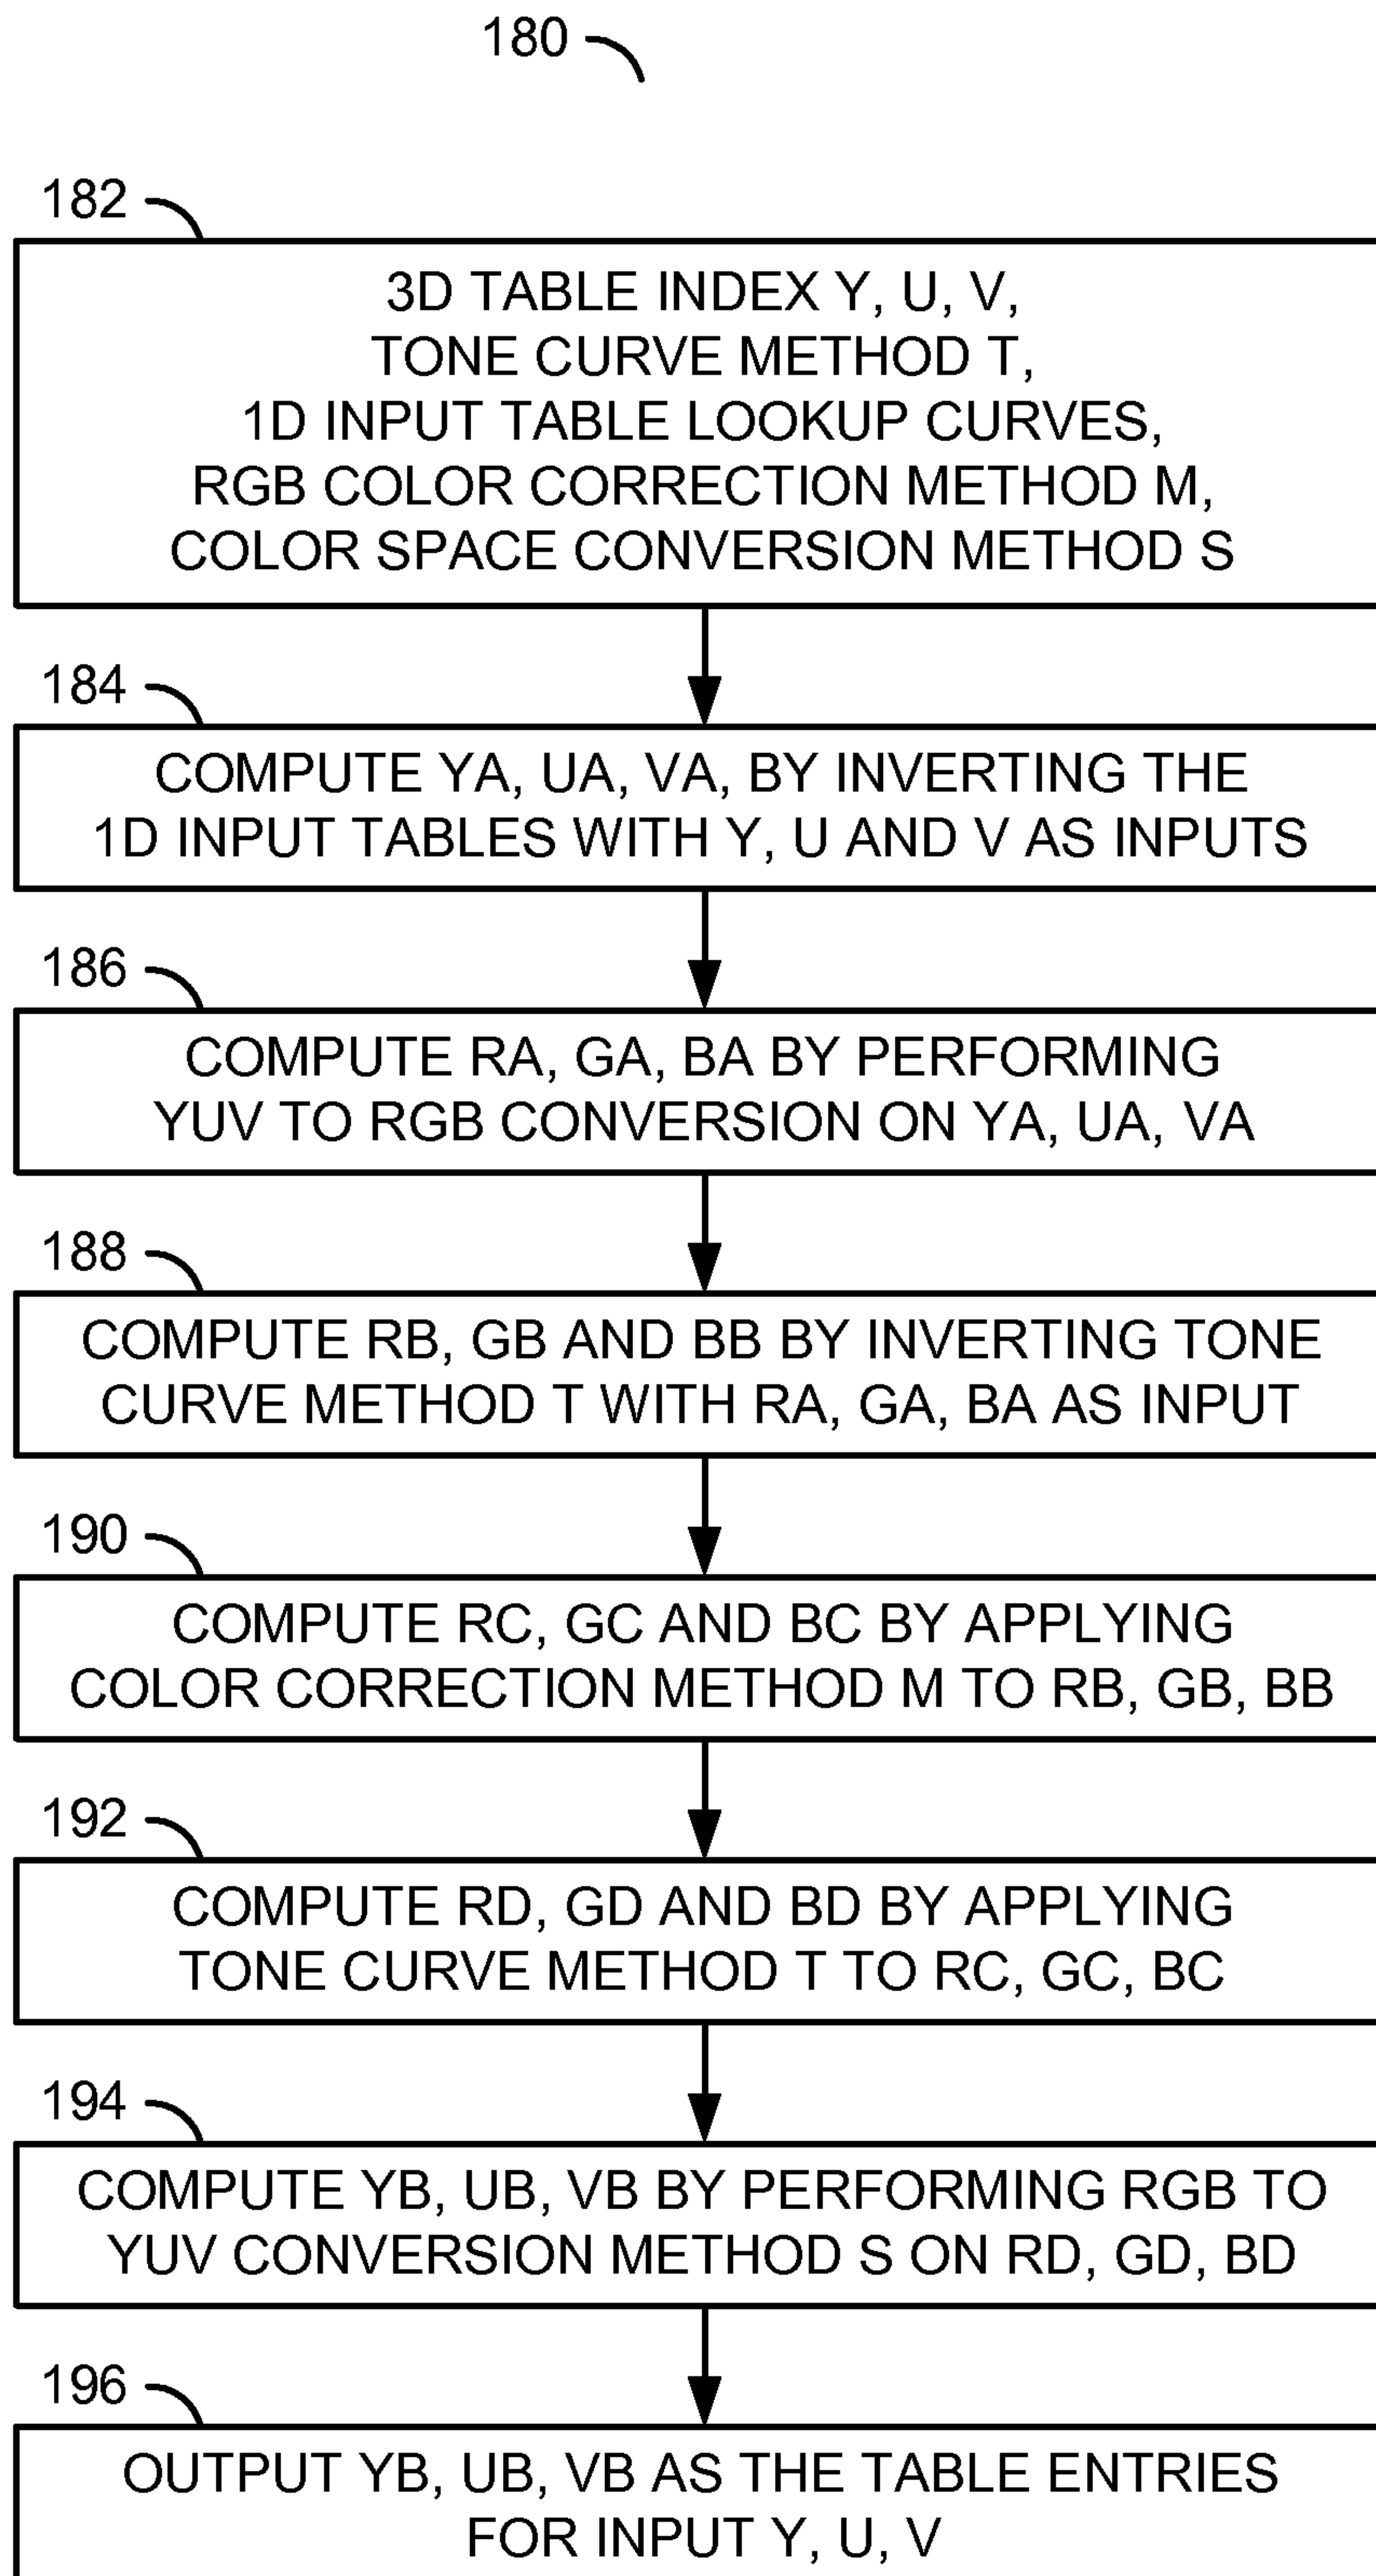 180
182
3D TABLE INDEX Y, U, V,
TONE CURVE METHOD T,
1D INPUT TABLE LOOKUP CURVES,
RGB COLOR CORRECTION METHOD M,
COLOR SPACE CONVERSION METHOD S
184
COMPUTE YA, UA, VA, BY INVERTING THE
1D INPUT TABLES WITH Y, U AND V AS INPUTS
186
COMPUTE RA, GA, BA BY PERFORMING
YUV TO RGB CONVERSION ON YA, UA, VA
188
COMPUTE RB, GB AND BB BY INVERTING TONE
CURVE METHOD T WITH RA, GA, BA AS INPUT
190
COMPUTE RC, GC AND BC BY APPLYING
COLOR CORRECTION METHOD M TO RB, GB, BB
192
COMPUTE RD, GD AND BD BY APPLYING
TONE CURVE METHOD T TO RC, GC, BC
194
COMPUTE YB, UB, VB BY PERFORMING RGB TO
YUV CONVERSION METHOD S ON RD, GD, BD
196
OUTPUT YB, UB, VB AS THE TABLE ENTRIES
FOR INPUT Y, U, V